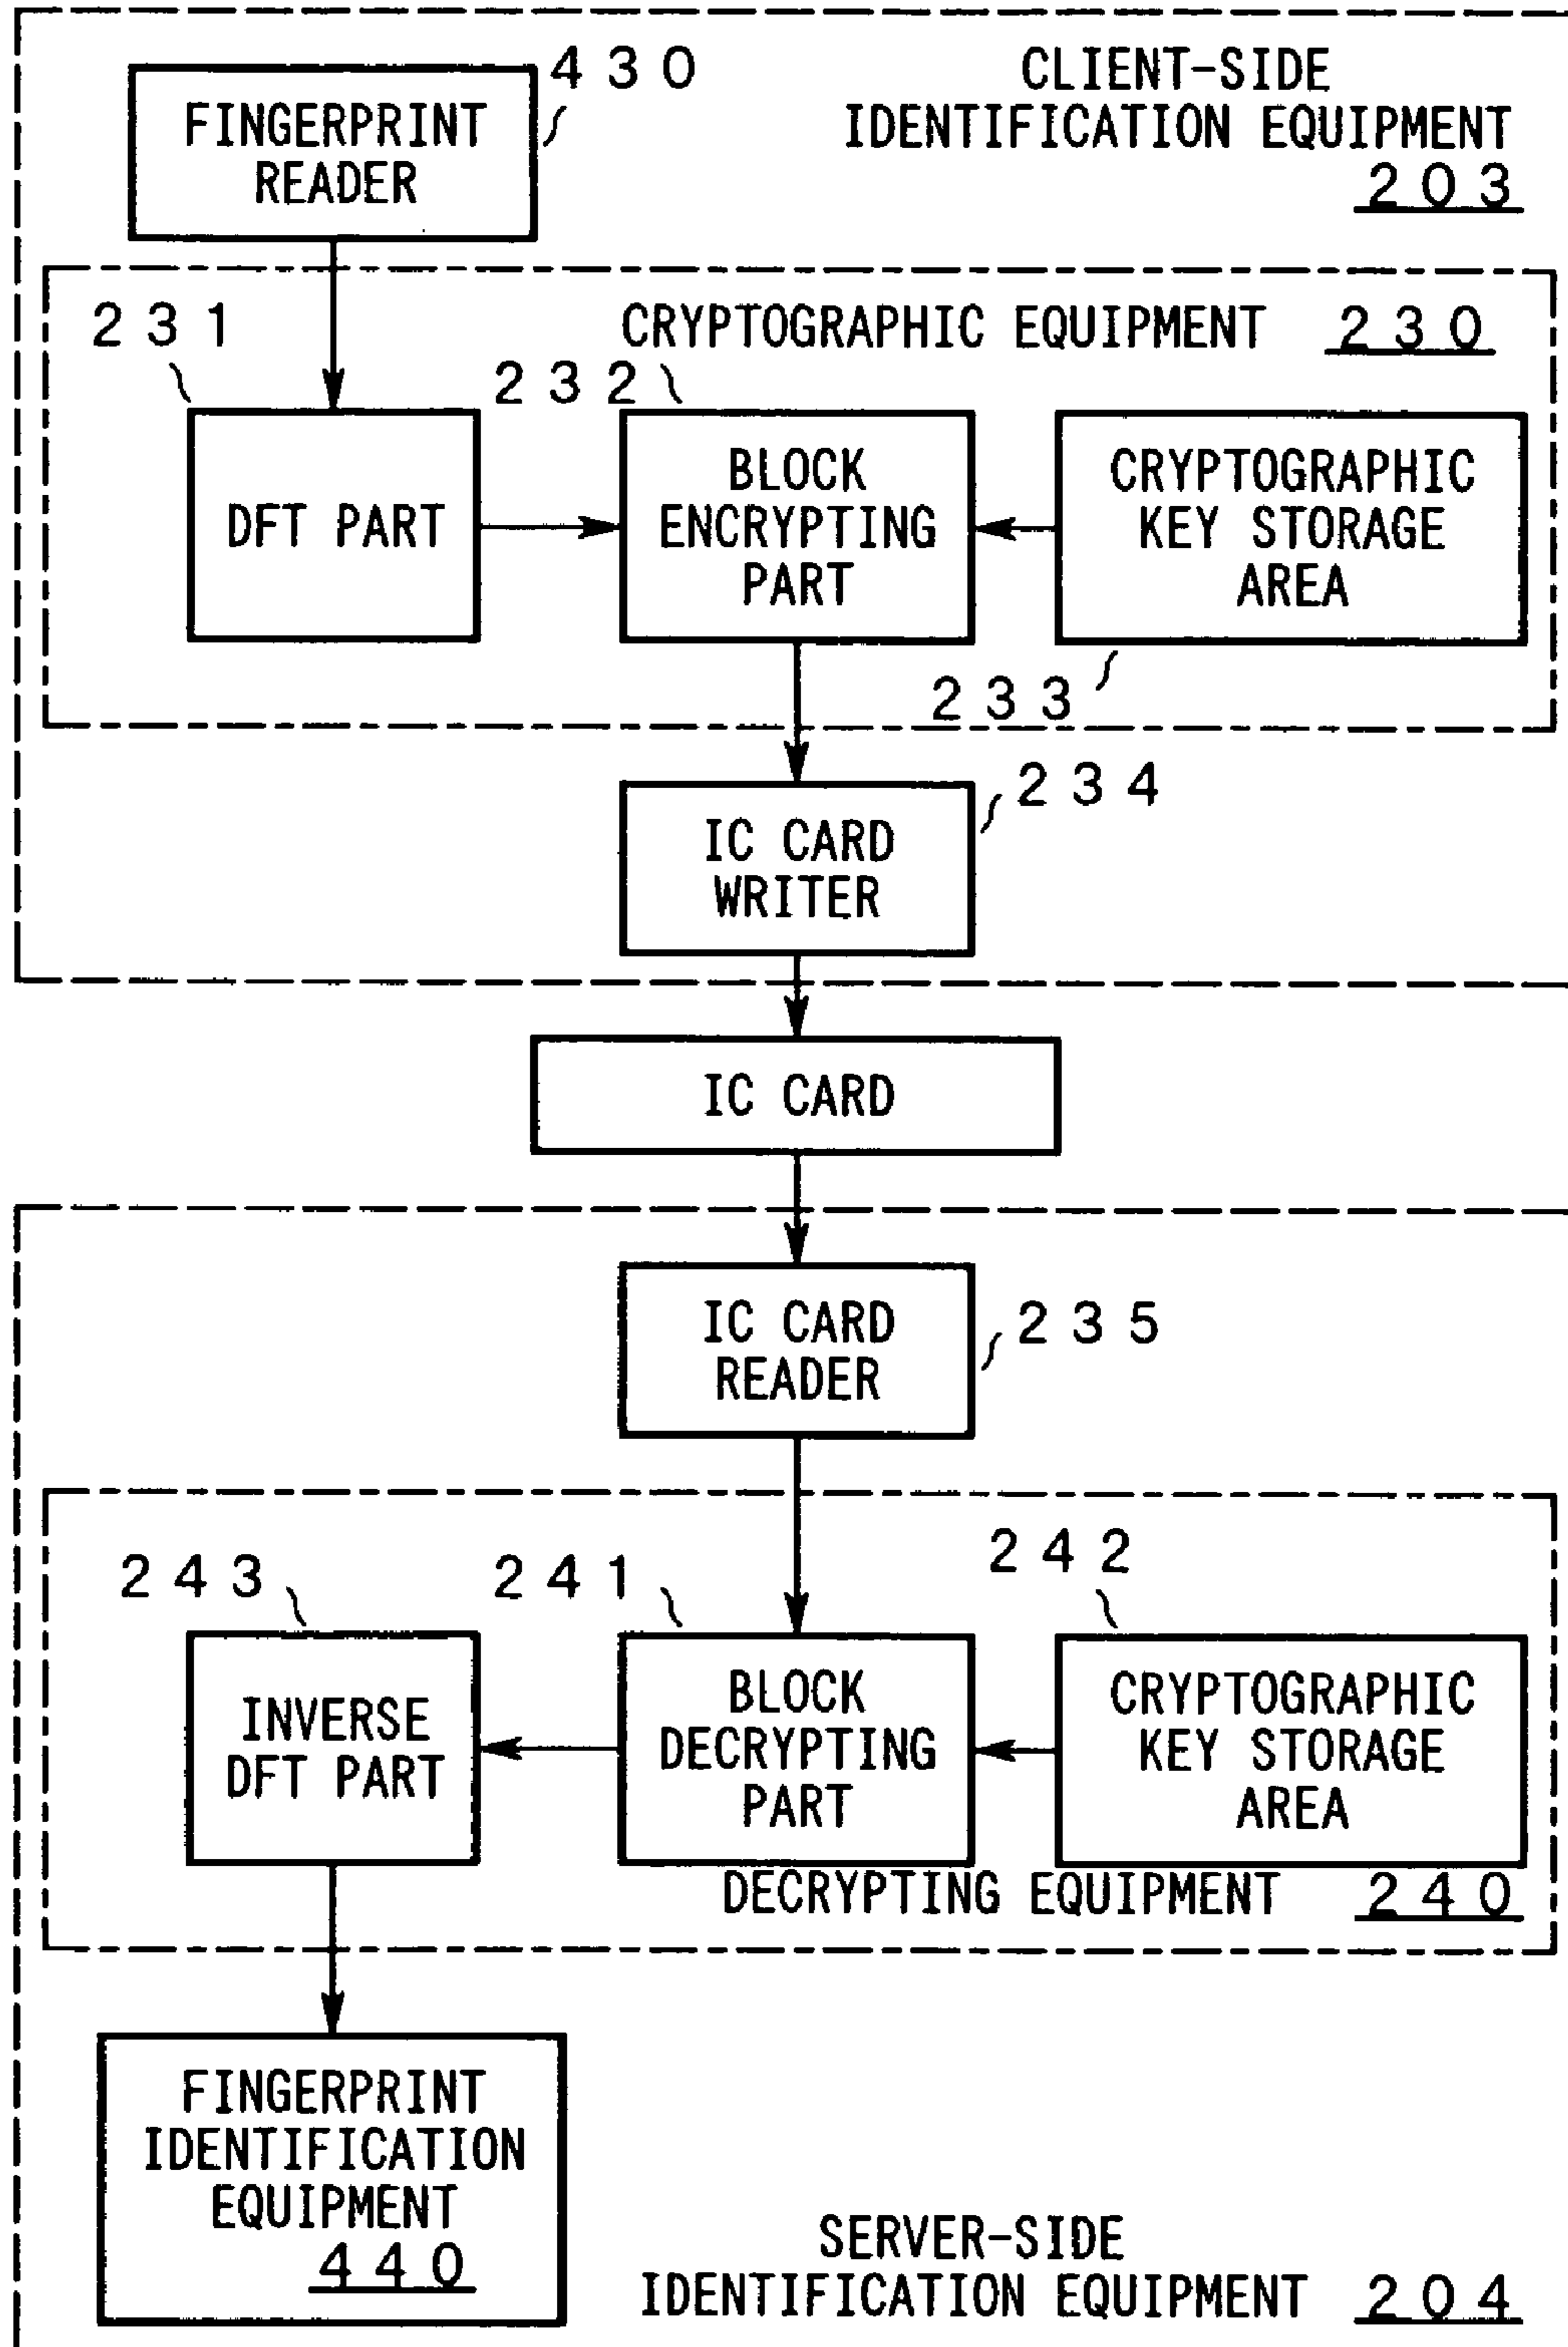 430
CLIENT-SIDE
IDENTIFICATION EQUIPMENT
203
FINGERPRINT
READER
231
CRYPTOGRAPHIC EQUIPMENT 230
232
DFT PART
BLOCK
ENCRYPTING
PART
CRYPTOGRAPHIC
KEY STORAGE
AREA
233
234
IC CARD
WRITER
IC CARD
IC CARD
READER
235
243
241
242
INVERSE
DFT PART
BLOCK
DECRYPTING
PART
CRYPTOGRAPHIC
KEY STORAGE
AREA
DECRYPTING EQUIPMENT 240
FINGERPRINT
IDENTIFICATION
EQUIPMENT
440
SERVER-SIDE
IDENTIFICATION EQUIPMENT 204